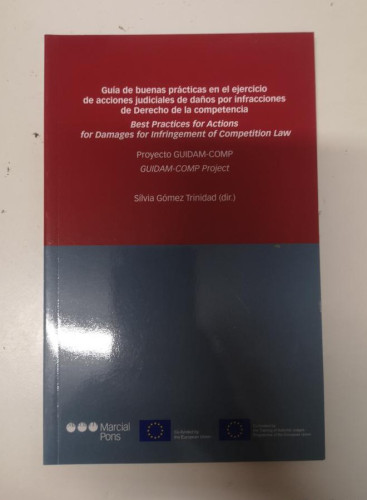 Guía de buenas prácticas en el ejercicio
de acciones judiciales de daños por infracciones
de Derecho de la competencia
Best Practices for Actions
for Damages for Infringement of Competition Law
Proyecto GUIDAM-COMP
GUIDAM-COMP Project
Silvia Gómez Trinidad (dir.)
Marcial
Pons
Co-funded by
the European Union